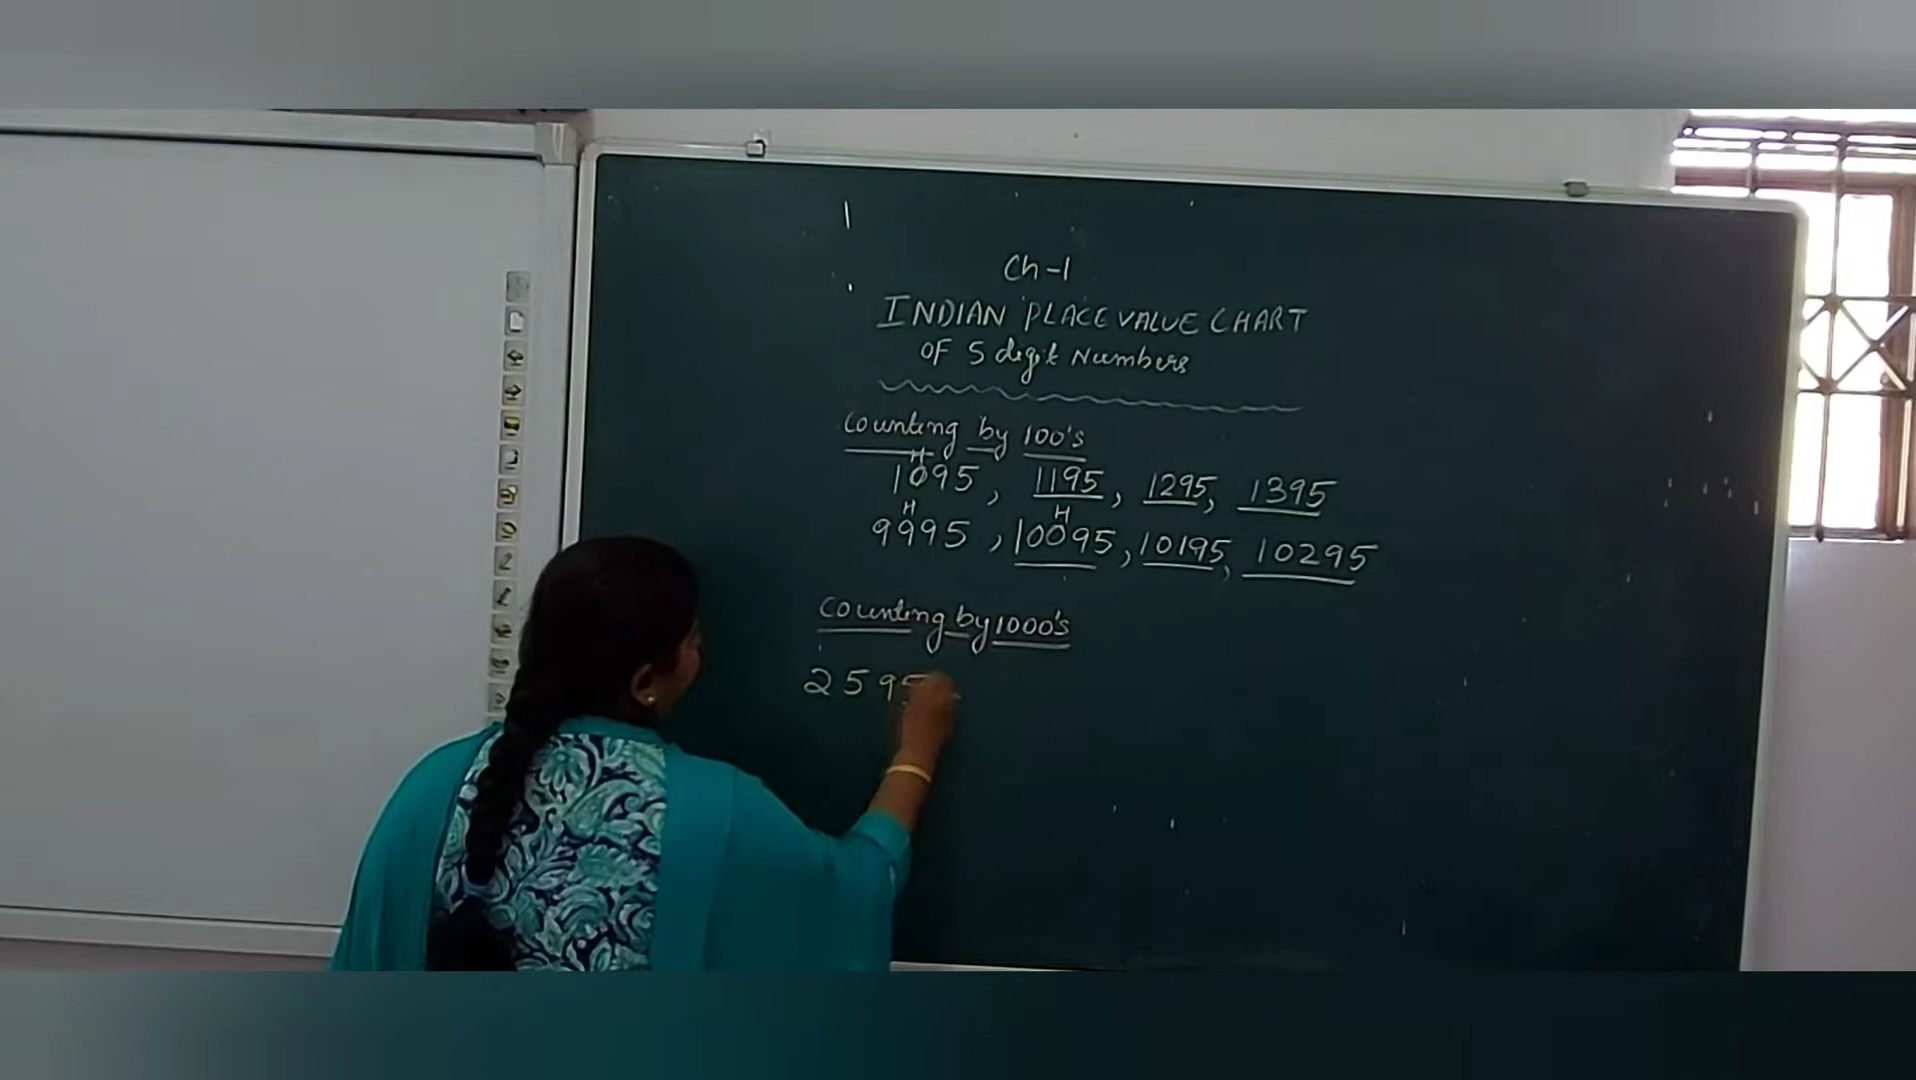 Ch-1
INDIAN PLACE VALUE CHART
OF 5 digit Numbers
Counting by 100's
H
1095, 1195, 1295, 1395
H H
9995, 10095, 10195, 10295
Counting by 1000's
2595